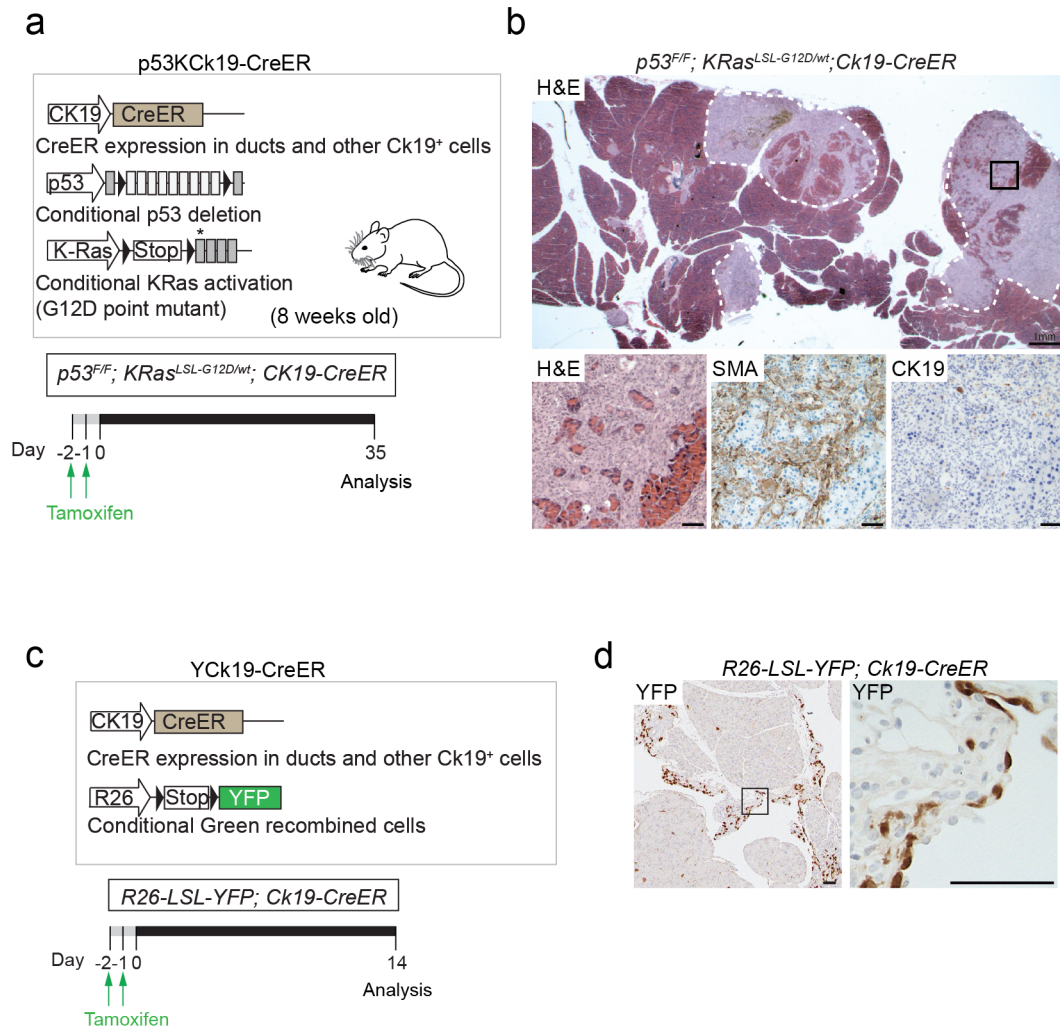 a
p53KCk19-CreER
CK19 CreER
CreER expression in ducts and other Ck19⁺ cells
p53
Conditional p53 deletion
*
K-Ras Stop
Conditional KRas activation
(G12D point mutant)
(8 weeks old)
p53F/F; KRasLSL-G12D/wt; CK19-CreER
Day -2 -1 0 35
Analysis
Tamoxifen
b
p53F/F; KRasLSL-G12D/wt;Ck19-CreER
H&E
1mm
H&E SMA CK19
c
YCk19-CreER
CK19 CreER
CreER expression in ducts and other Ck19⁺ cells
R26 Stop YFP
Conditional Green recombined cells
R26-LSL-YFP; Ck19-CreER
Day -2 -1 0 14
Analysis
Tamoxifen
d
R26-LSL-YFP; Ck19-CreER
YFP YFP